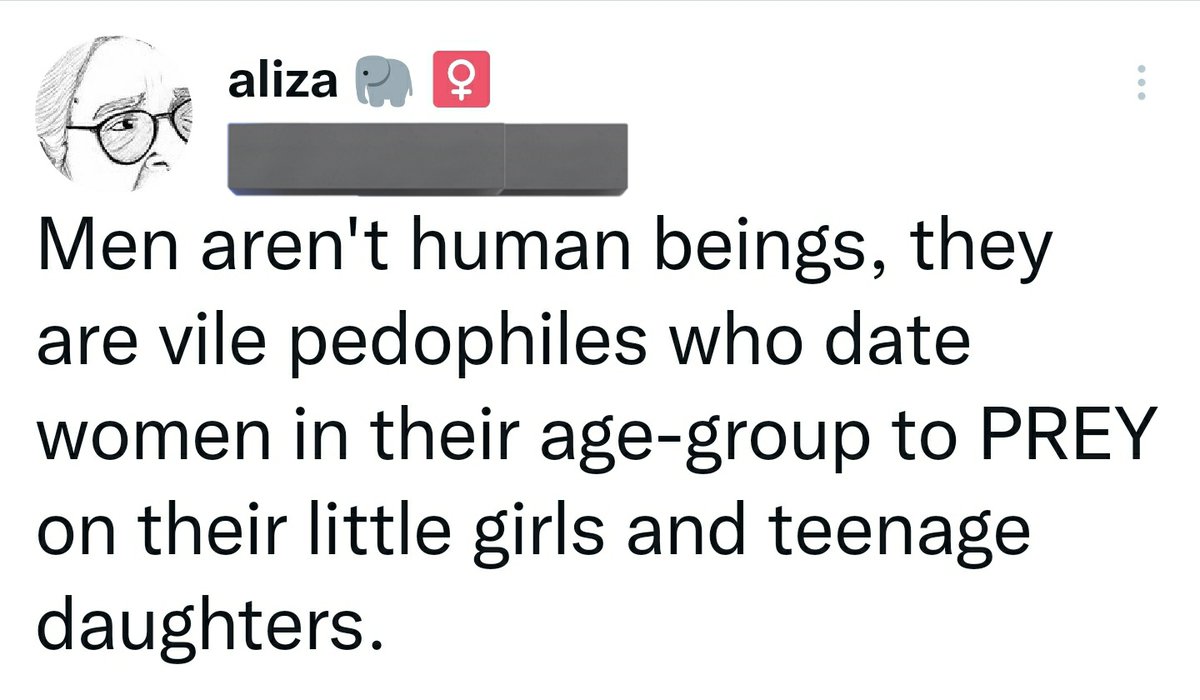 aliza 🐘 🚺
Men aren't human beings, they
are vile pedophiles who date
women in their age-group to PREY
on their little girls and teenage
daughters.